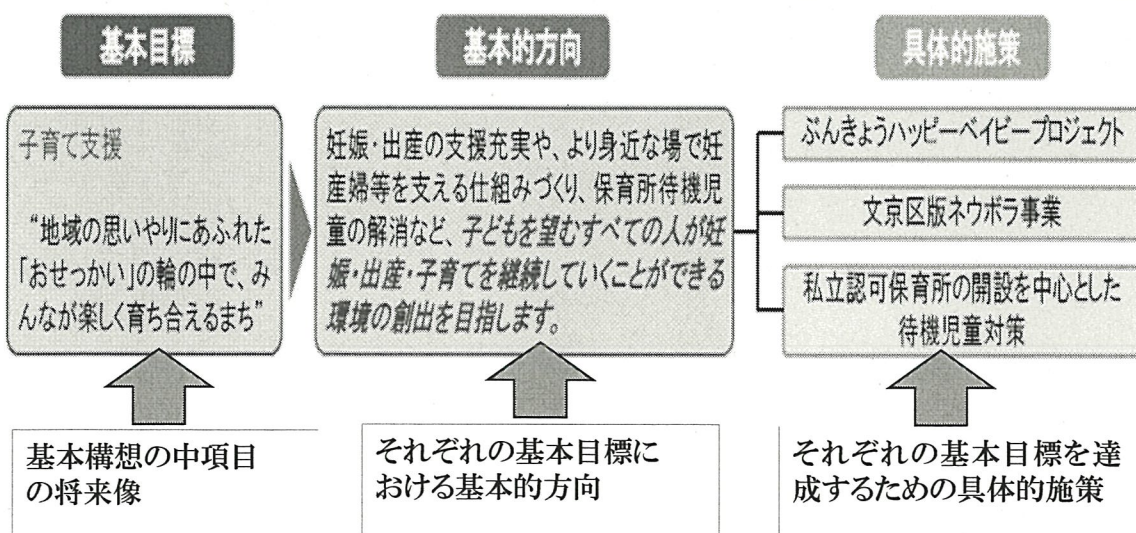 基本目標
基本的方向
具体的施策
子育て支援
“地域の思いやりにあふれた
「おせっかい」の輪の中で、み
んなが楽しく育ち合えるまち”
妊娠・出産の支援充実や、より身近な場で妊
産婦等を支える仕組みづくり、保育所待機児
童の解消など、子どもを望むすべての人が妊
娠・出産・子育てを継続していくことができる
環境の創出を目指します。
ぶんきょうハッピーベイビープロジェクト
文京区版ネウボラ事業
私立認可保育所の開設を中心とした
待機児童対策
基本構想の中項目
の将来像
それぞれの基本目標に
おける基本的方向
それぞれの基本目標を達
成するための具体的施策